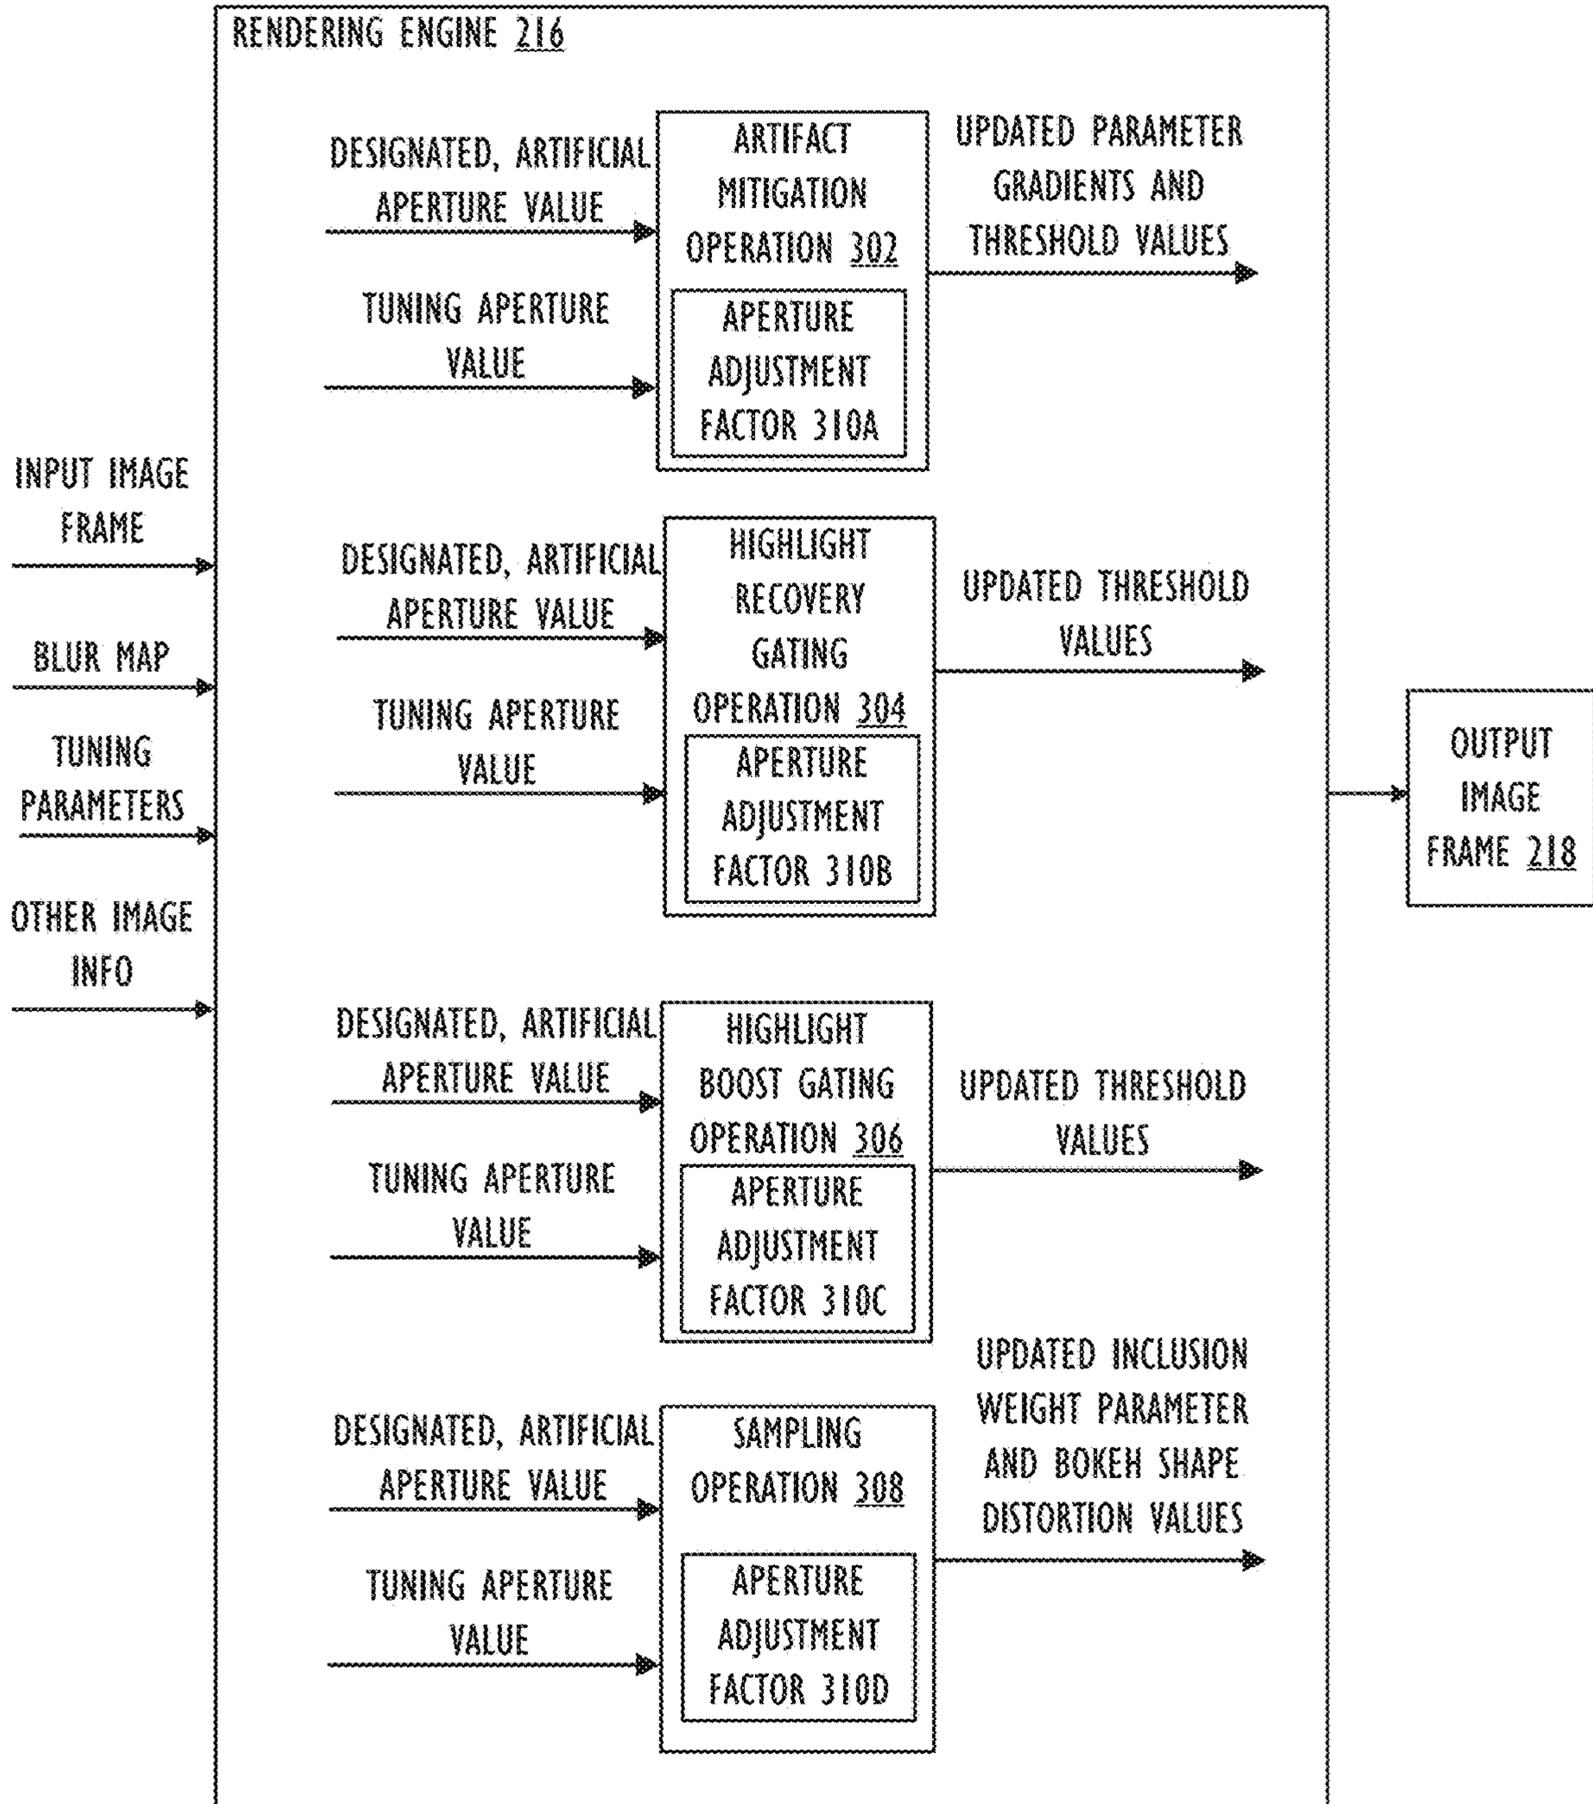 RENDERING ENGINE 216
DESIGNATED, ARTIFICIAL
APERTURE VALUE
TUNING APERTURE
VALUE
ARTIFACT
MITIGATION
OPERATION 302
APERTURE
ADJUSTMENT
FACTOR 310A
UPDATED PARAMETER
GRADIENTS AND
THRESHOLD VALUES
INPUT IMAGE
FRAME
BLUR MAP
TUNING
PARAMETERS
OTHER IMAGE
INFO
DESIGNATED, ARTIFICIAL
APERTURE VALUE
TUNING APERTURE
VALUE
HIGHLIGHT
RECOVERY
GATING
OPERATION 304
APERTURE
ADJUSTMENT
FACTOR 310B
UPDATED THRESHOLD
VALUES
OUTPUT
IMAGE
FRAME 218
DESIGNATED, ARTIFICIAL
APERTURE VALUE
TUNING APERTURE
VALUE
HIGHLIGHT
BOOST GATING
OPERATION 306
APERTURE
ADJUSTMENT
FACTOR 310C
UPDATED THRESHOLD
VALUES
DESIGNATED, ARTIFICIAL
APERTURE VALUE
TUNING APERTURE
VALUE
SAMPLING
OPERATION 308
APERTURE
ADJUSTMENT
FACTOR 310D
UPDATED INCLUSION
WEIGHT PARAMETER
AND BOKEH SHAPE
DISTORTION VALUES